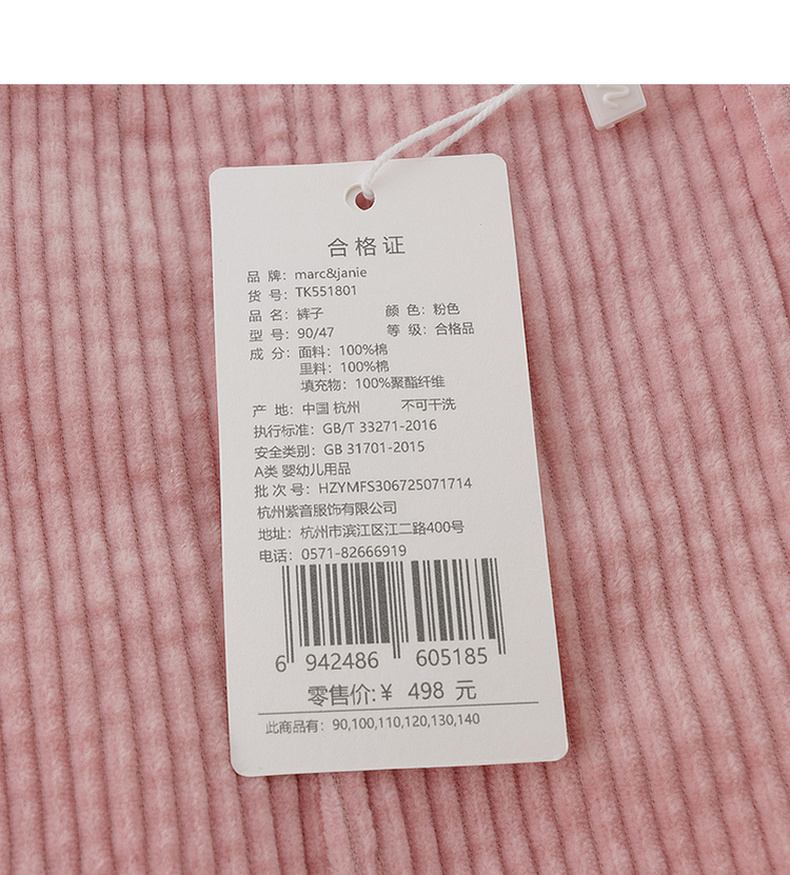 合格证
品 牌：marc&janie
货 号：TK551801
品 名：裤子 颜 色：粉色
型 号：90/47 等 级：合格品
成 分：面料：100%棉
里料：100%棉
填充物：100%聚酯纤维
产 地：中国 杭州 不可干洗
执行标准：GB/T 33271-2016
安全类别：GB 31701-2015
A类 婴幼儿用品
批 次 号：HZYMFS306725071714
杭州紫音服饰有限公司
地址：杭州市滨江区江二路400号
电话：0571-82666919
6 942486 605185
零售价:￥ 498 元
此商品有：90,100,110,120,130,140